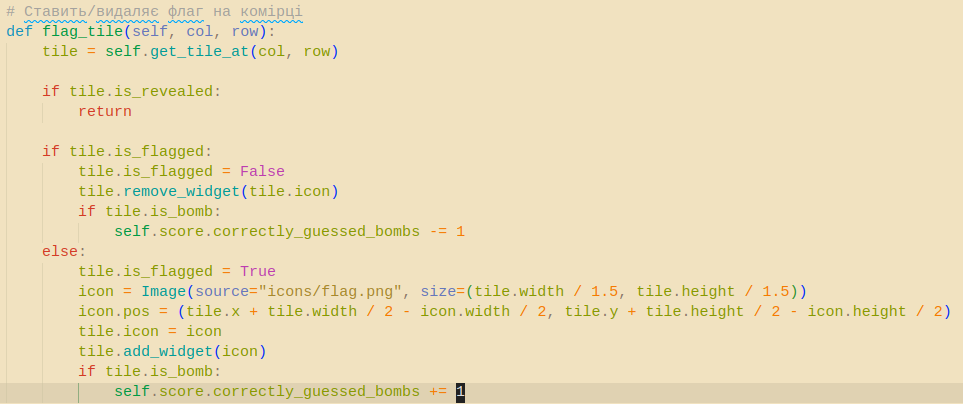 # Ставить/видаляє флаг на комірці
def flag_tile(self, col, row):
    tile = self.get_tile_at(col, row)

    if tile.is_revealed:
        return

    if tile.is_flagged:
        tile.is_flagged = False
        tile.remove_widget(tile.icon)
        if tile.is_bomb:
            self.score.correctly_guessed_bombs -= 1
    else:
        tile.is_flagged = True
        icon = Image(source="icons/flag.png", size=(tile.width / 1.5, tile.height / 1.5))
        icon.pos = (tile.x + tile.width / 2 - icon.width / 2, tile.y + tile.height / 2 - icon.height / 2)
        tile.icon = icon
        tile.add_widget(icon)
        if tile.is_bomb:
            self.score.correctly_guessed_bombs += 1